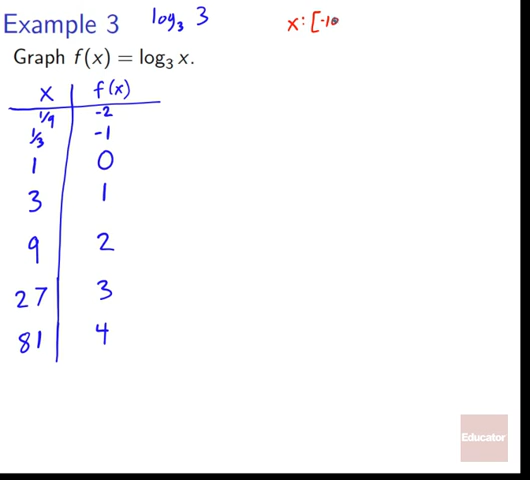 Example 3 log₃ 3 x: [-10
Graph f(x) = log₃ x.
x f(x)
1/9 -2
1/3 -1
1 0
3 1
9 2
27 3
81 4
Educator